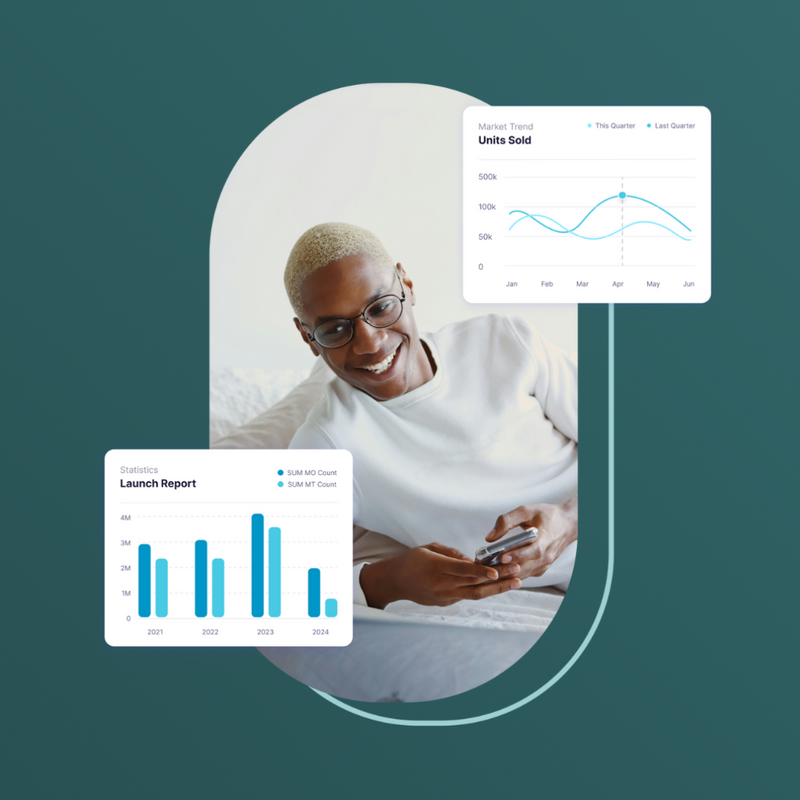 Market Trend
Units Sold
This Quarter
Last Quarter
500k
100k
50k
0
Jan Feb Mar Apr May Jun
Statistics
Launch Report
SUM MO Count
SUM MT Count
4M
3M
2M
1M
0
2021 2022 2023 2024